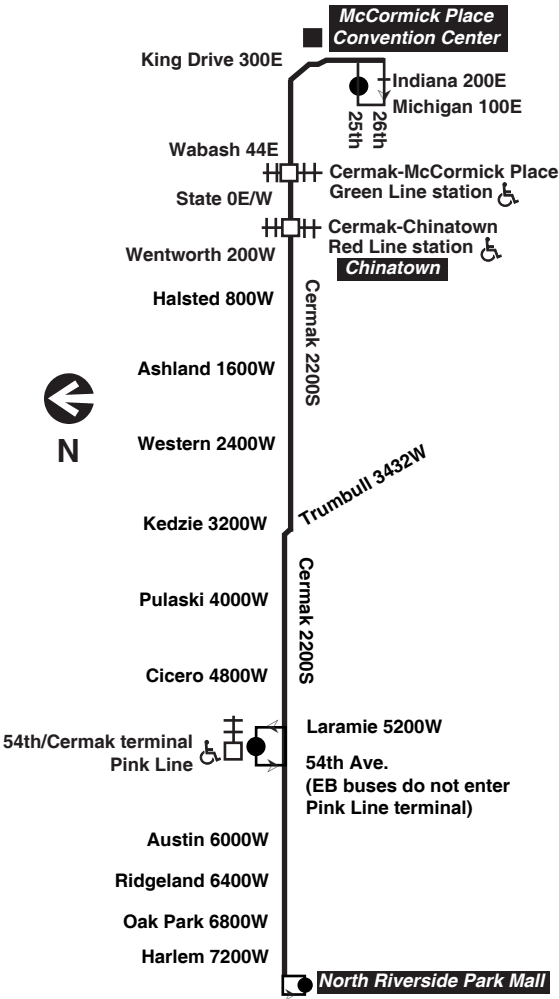 McCormick Place
Convention Center
King Drive 300E
Indiana 200E
Michigan 100E
25th
26th
Wabash 44E
Cermak-McCormick Place
Green Line station
State 0E/W
Cermak-Chinatown
Red Line station
Wentworth 200W
Chinatown
Halsted 800W
Cermak 2200S
Ashland 1600W
N
Western 2400W
Trumbull 3432W
Kedzie 3200W
Cermak 2200S
Pulaski 4000W
Cicero 4800W
Laramie 5200W
54th/Cermak terminal
Pink Line
54th Ave.
(EB buses do not enter
Pink Line terminal)
Austin 6000W
Ridgeland 6400W
Oak Park 6800W
Harlem 7200W
North Riverside Park Mall